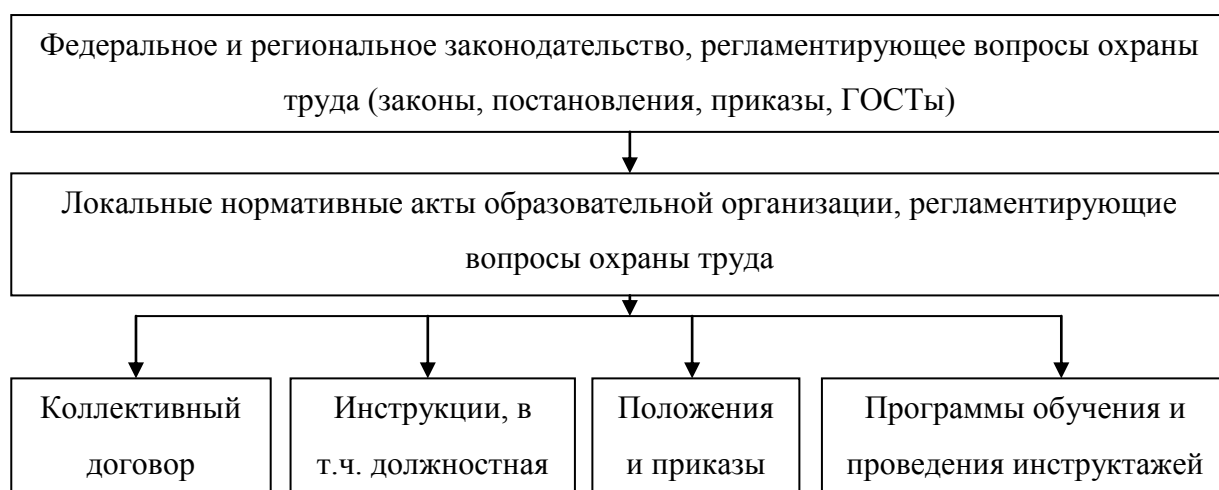 Федеральное и региональное законодательство, регламентирующее вопросы охраны
труда (законы, постановления, приказы, ГОСТы)
Локальные нормативные акты образовательной организации, регламентирующие
вопросы охраны труда
Коллективный
договор
Инструкции, в
т.ч. должностная
Положения
и приказы
Программы обучения и
проведения инструктажей